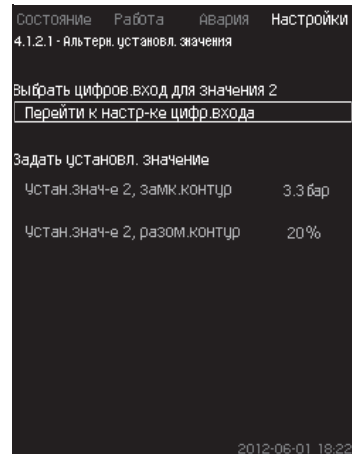 Состояние Работа Авария Настройки
4.1.2.1 - Альтерн. установл. значения
Выбрать цифров.вход для значения 2
Перейти к настр-ке цифр.входа
Задать установл. значение
Устан.знач-е 2, замк.контур 3.3 бар
Устан.знач-е 2, разом.контур 20%
2012-06-01 18:22